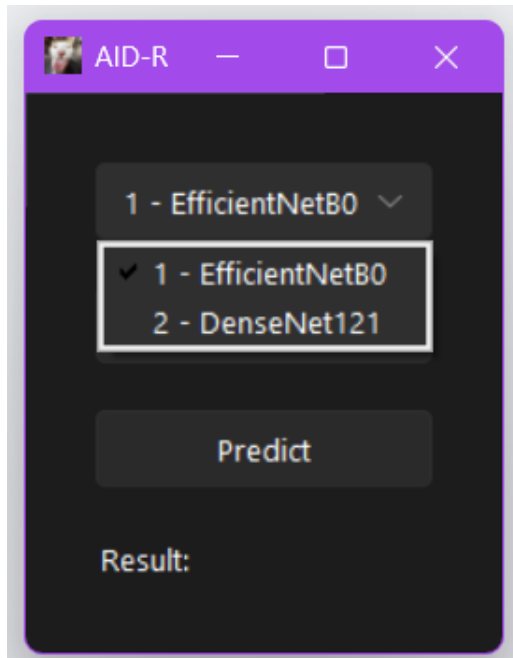 AID-R
1 - EfficientNetB0
1 - EfficientNetB0
2 - DenseNet121
Predict
Result: